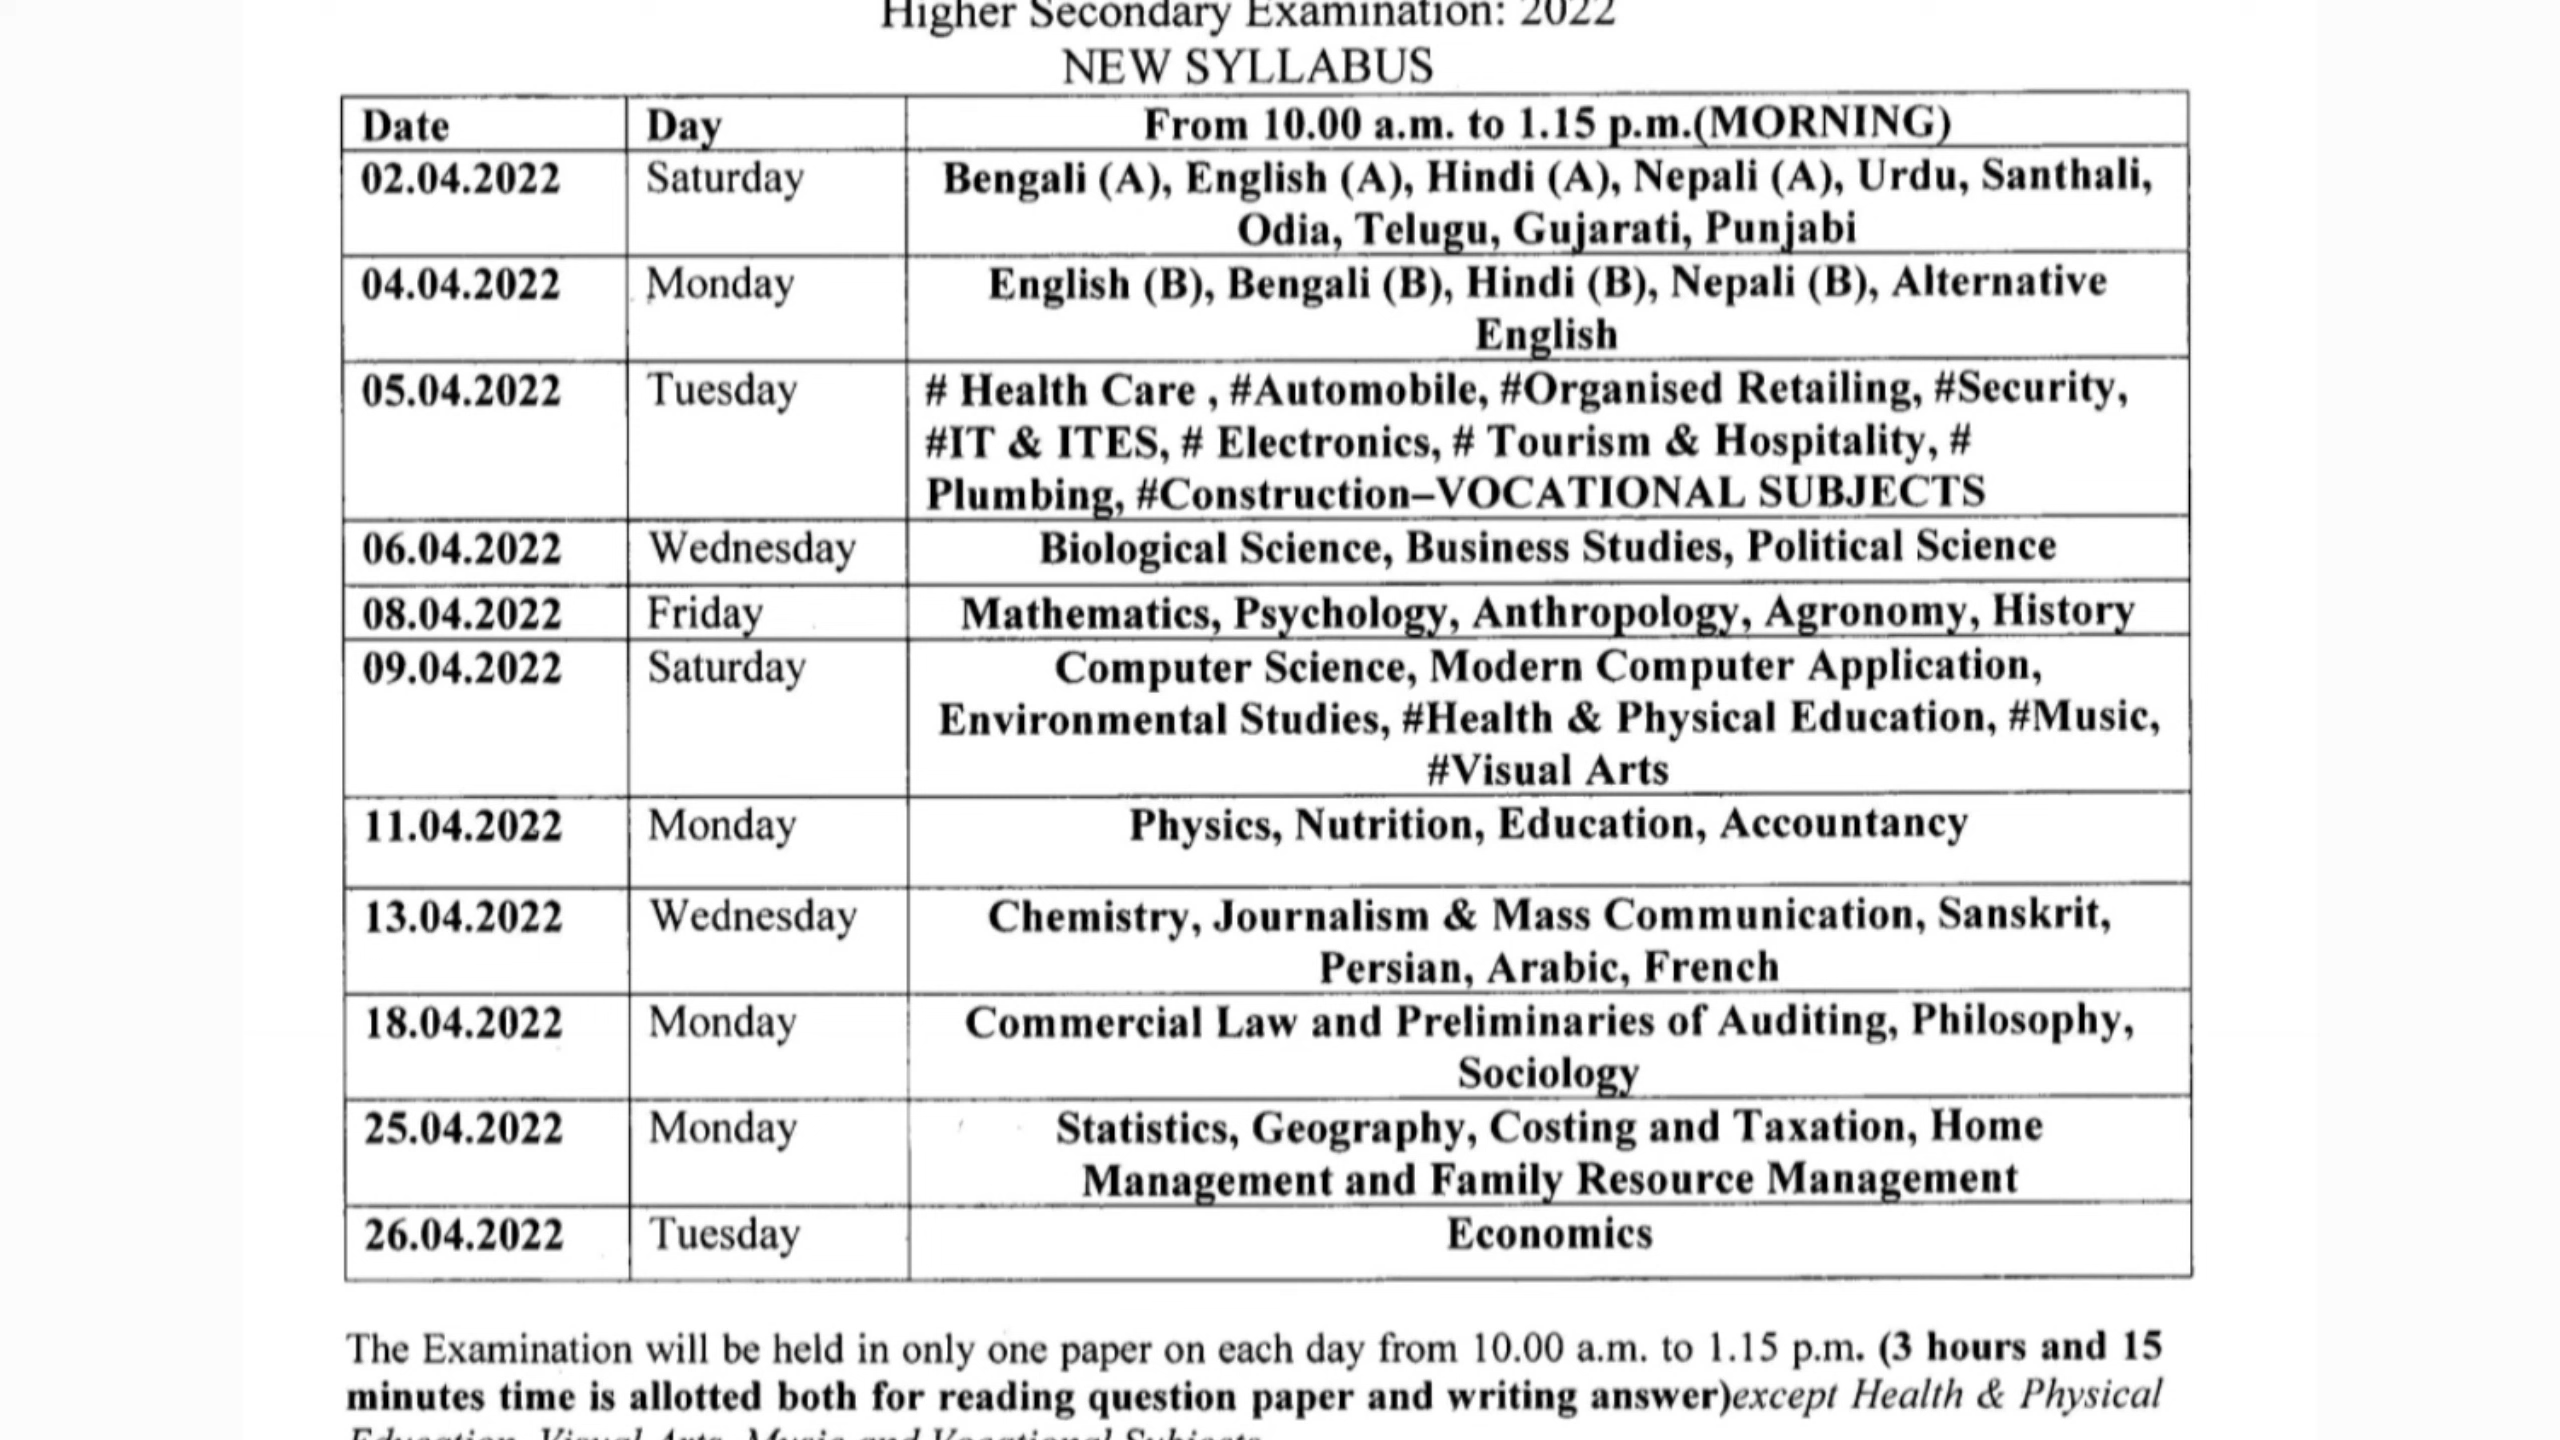 Higher Secondary Examination: 2022
NEW SYLLABUS
Date Day From 10.00 a.m. to 1.15 p.m.(MORNING)
02.04.2022 Saturday Bengali (A), English (A), Hindi (A), Nepali (A), Urdu, Santhali,
Odia, Telugu, Gujarati, Punjabi
04.04.2022 Monday English (B), Bengali (B), Hindi (B), Nepali (B), Alternative
English
05.04.2022 Tuesday # Health Care , #Automobile, #Organised Retailing, #Security,
#IT & ITES, # Electronics, # Tourism & Hospitality, #
Plumbing, #Construction–VOCATIONAL SUBJECTS
06.04.2022 Wednesday Biological Science, Business Studies, Political Science
08.04.2022 Friday Mathematics, Psychology, Anthropology, Agronomy, History
09.04.2022 Saturday Computer Science, Modern Computer Application,
Environmental Studies, #Health & Physical Education, #Music,
#Visual Arts
11.04.2022 Monday Physics, Nutrition, Education, Accountancy
13.04.2022 Wednesday Chemistry, Journalism & Mass Communication, Sanskrit,
Persian, Arabic, French
18.04.2022 Monday Commercial Law and Preliminaries of Auditing, Philosophy,
Sociology
25.04.2022 Monday Statistics, Geography, Costing and Taxation, Home
Management and Family Resource Management
26.04.2022 Tuesday Economics
The Examination will be held in only one paper on each day from 10.00 a.m. to 1.15 p.m. (3 hours and 15
minutes time is allotted both for reading question paper and writing answer)except Health & Physical
Education, Visual Arts, Music and Vocational Subjects